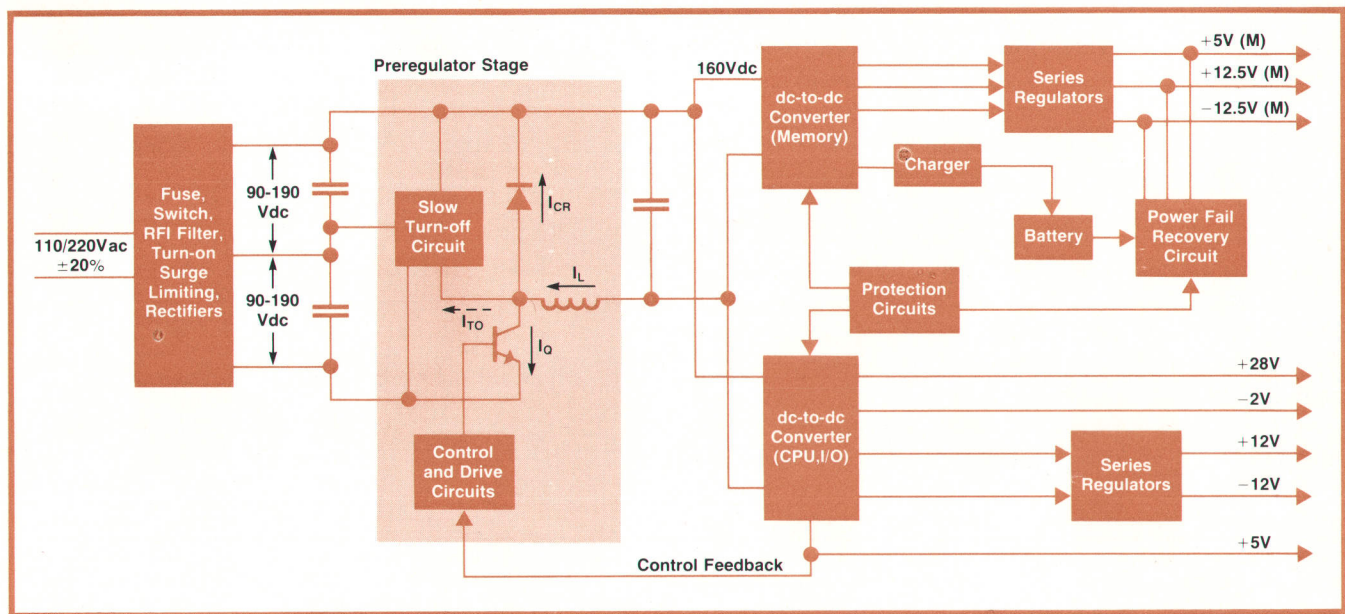 Preregulator Stage
Fuse,
Switch,
RFI Filter,
Turn-on
Surge
Limiting,
Rectifiers
110/220Vac
±20%
90-190
Vdc
90-190
Vdc
Slow
Turn-off
Circuit
I_CR
I_L
I_TO
I_Q
Control
and Drive
Circuits
Control Feedback
160Vdc
dc-to-dc
Converter
(Memory)
Series
Regulators
+5V (M)
+12.5V (M)
−12.5V (M)
Charger
Battery
Power Fail
Recovery
Circuit
Protection
Circuits
dc-to-dc
Converter
(CPU,I/O)
+28V
−2V
Series
Regulators
+12V
−12V
+5V